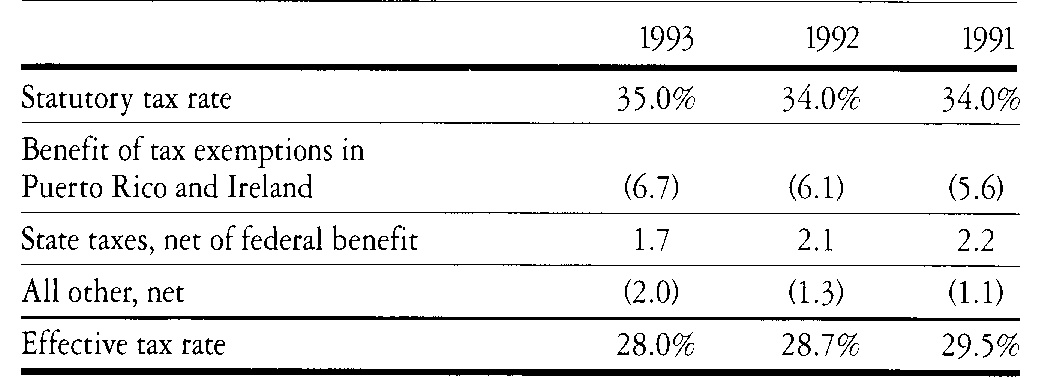 1993 1992 1991
Statutory tax rate 35.0% 34.0% 34.0%
Benefit of tax exemptions in
Puerto Rico and Ireland (6.7) (6.1) (5.6)
State taxes, net of federal benefit 1.7 2.1 2.2
All other, net (2.0) (1.3) (1.1)
Effective tax rate 28.0% 28.7% 29.5%